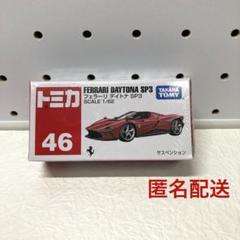 トミカ
46
FERRARI DAYTONA SP3
フェラーリ デイトナ SP3
SCALE 1/62
TAKARA TOMY
サスペンション
匿名配送